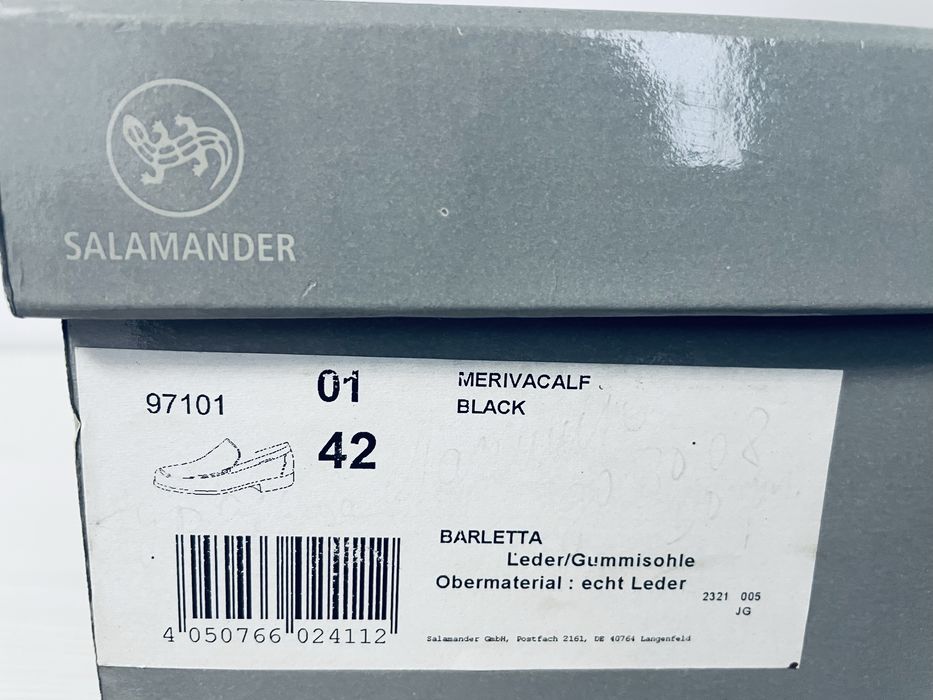 SALAMANDER
97101
01
42
MERIVACALF
BLACK
BARLETTA
Leder/Gummisohle
Obermaterial : echt Leder
2321 005
JG
4 050766 024112
Salamander GmbH, Postfach 2161, DE 40764 Langenfeld